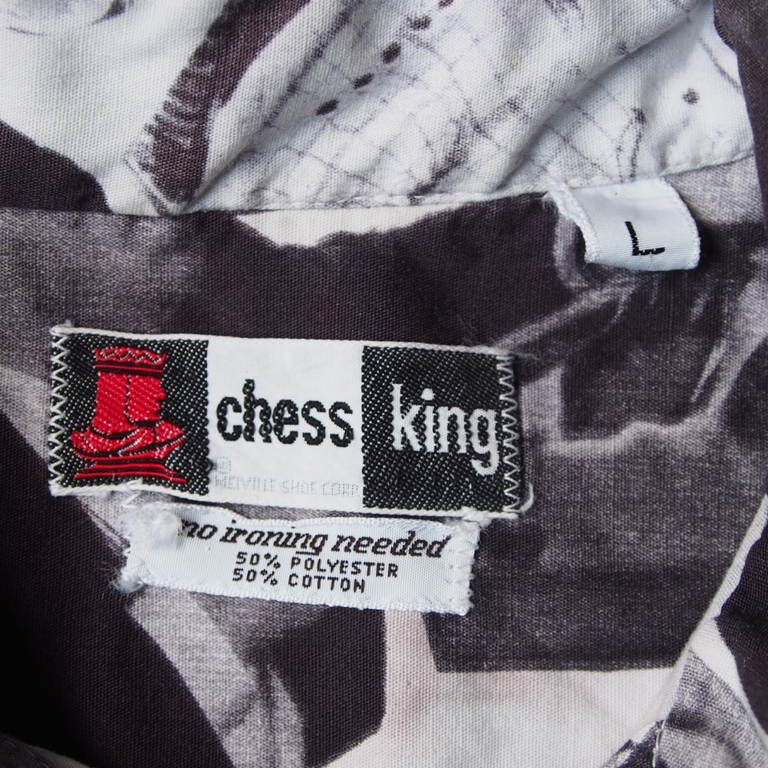 L
chess king
®
MELVILLE SHOE CORP.
no ironing needed
50% POLYESTER
50% COTTON